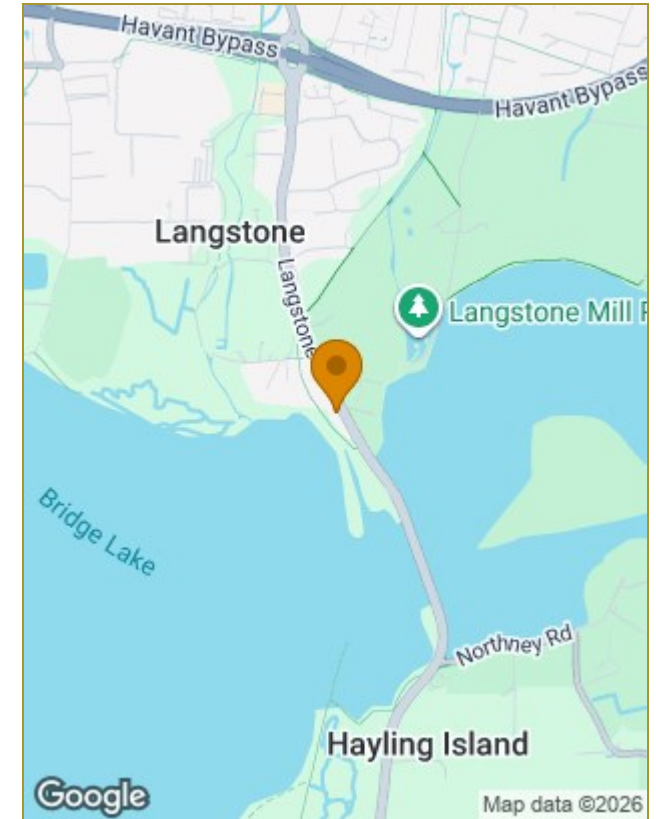 Havant Bypass
Havant Bypass
Langstone
Langstone
Langstone Mill P
Bridge Lake
Northney Rd
Hayling Island
Google
Map data ©2026